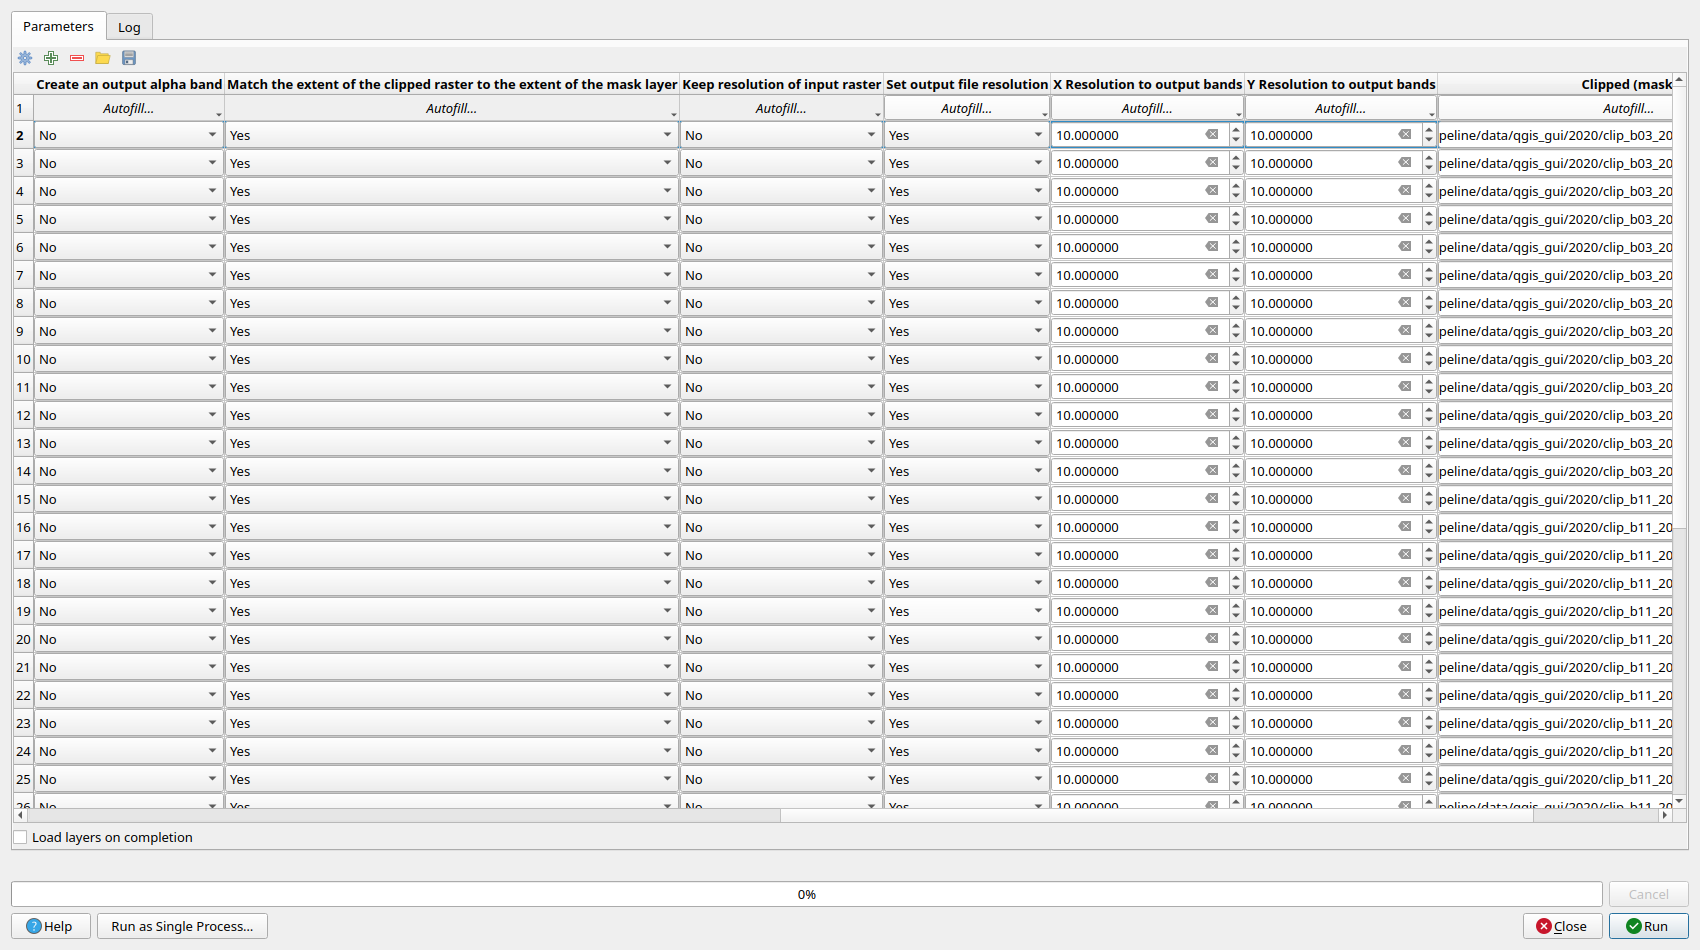 Parameters Log
Create an output alpha band Match the extent of the clipped raster to the extent of the mask layer Keep resolution of input raster Set output file resolution X Resolution to output bands Y Resolution to output bands Clipped (mask
1 Autofill... Autofill... Autofill... Autofill... Autofill... Autofill... Autofill...
2 No Yes No Yes 10.000000 10.000000 peline/data/qgis_gui/2020/clip_b03_20
3 No Yes No Yes 10.000000 10.000000 peline/data/qgis_gui/2020/clip_b03_20
4 No Yes No Yes 10.000000 10.000000 peline/data/qgis_gui/2020/clip_b03_20
5 No Yes No Yes 10.000000 10.000000 peline/data/qgis_gui/2020/clip_b03_20
6 No Yes No Yes 10.000000 10.000000 peline/data/qgis_gui/2020/clip_b03_20
7 No Yes No Yes 10.000000 10.000000 peline/data/qgis_gui/2020/clip_b03_20
8 No Yes No Yes 10.000000 10.000000 peline/data/qgis_gui/2020/clip_b03_20
9 No Yes No Yes 10.000000 10.000000 peline/data/qgis_gui/2020/clip_b03_20
10 No Yes No Yes 10.000000 10.000000 peline/data/qgis_gui/2020/clip_b03_20
11 No Yes No Yes 10.000000 10.000000 peline/data/qgis_gui/2020/clip_b03_20
12 No Yes No Yes 10.000000 10.000000 peline/data/qgis_gui/2020/clip_b03_20
13 No Yes No Yes 10.000000 10.000000 peline/data/qgis_gui/2020/clip_b03_20
14 No Yes No Yes 10.000000 10.000000 peline/data/qgis_gui/2020/clip_b03_20
15 No Yes No Yes 10.000000 10.000000 peline/data/qgis_gui/2020/clip_b11_20
16 No Yes No Yes 10.000000 10.000000 peline/data/qgis_gui/2020/clip_b11_20
17 No Yes No Yes 10.000000 10.000000 peline/data/qgis_gui/2020/clip_b11_20
18 No Yes No Yes 10.000000 10.000000 peline/data/qgis_gui/2020/clip_b11_20
19 No Yes No Yes 10.000000 10.000000 peline/data/qgis_gui/2020/clip_b11_20
20 No Yes No Yes 10.000000 10.000000 peline/data/qgis_gui/2020/clip_b11_20
21 No Yes No Yes 10.000000 10.000000 peline/data/qgis_gui/2020/clip_b11_20
22 No Yes No Yes 10.000000 10.000000 peline/data/qgis_gui/2020/clip_b11_20
23 No Yes No Yes 10.000000 10.000000 peline/data/qgis_gui/2020/clip_b11_20
24 No Yes No Yes 10.000000 10.000000 peline/data/qgis_gui/2020/clip_b11_20
25 No Yes No Yes 10.000000 10.000000 peline/data/qgis_gui/2020/clip_b11_20
26 No Yes No Yes 10.000000 10.000000 peline/data/qgis_gui/2020/clip_b11_20
Load layers on completion
0% Cancel
Help Run as Single Process... Close Run